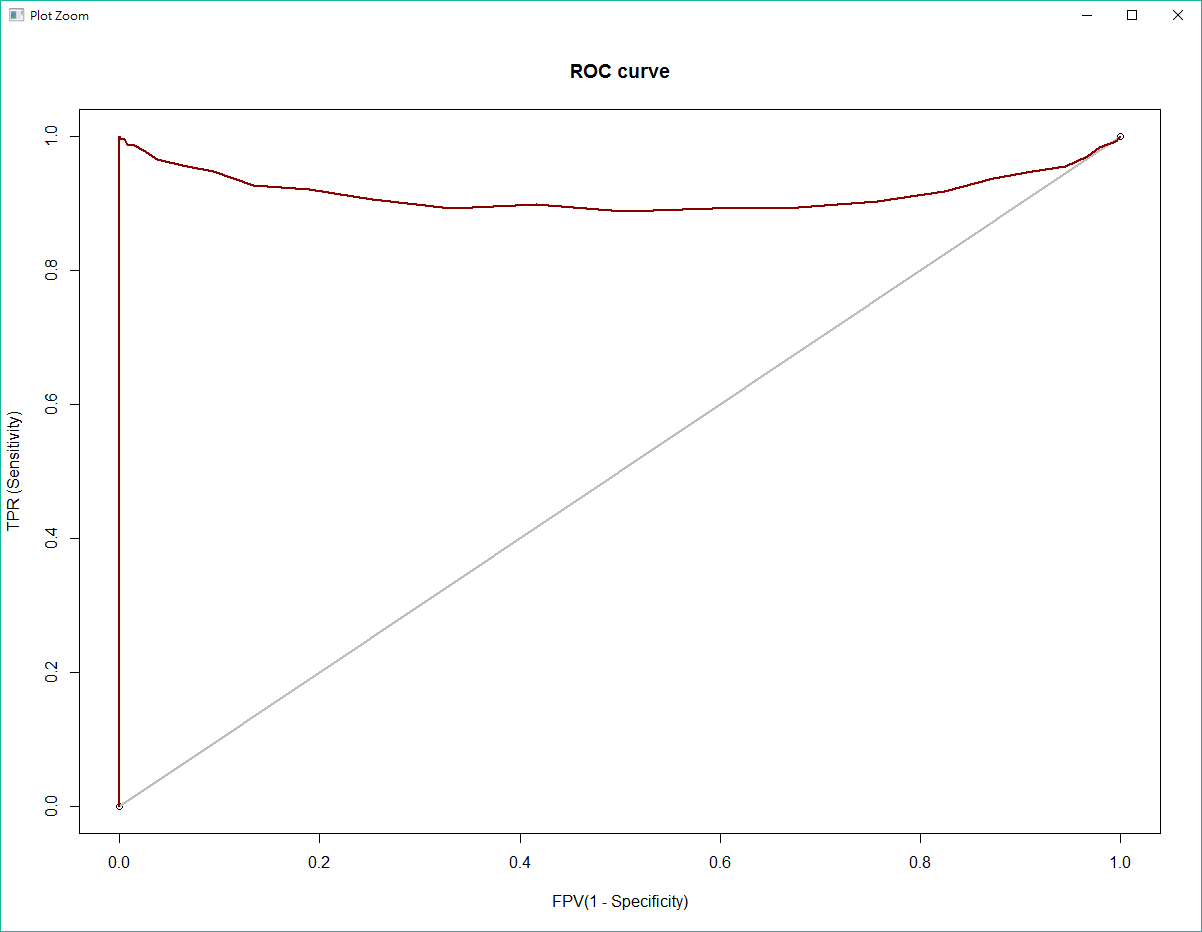 Plot Zoom
ROC curve
TPR (Sensitivity)
1.0
0.8
0.6
0.4
0.2
0.0
0.0 0.2 0.4 0.6 0.8 1.0
FPV(1 - Specificity)